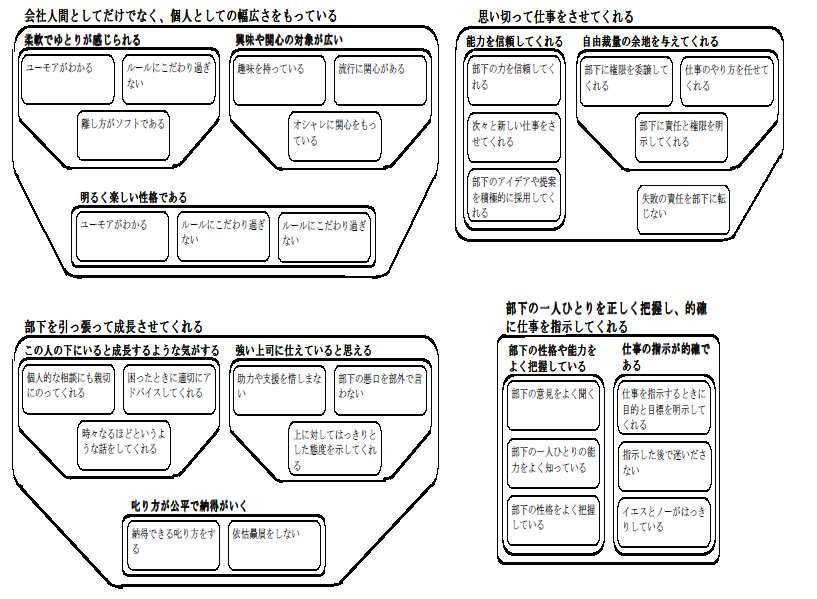 会社人間としてだけでなく、個人としての幅広さをもっている
柔軟でゆとりが感じられる
ユーモアがわかる
ルールにこだわり過ぎ
ない
離し方がソフトである
興味や関心の対象が広い
趣味を持っている
流行に関心がある
オシャレに関心をもっ
ている
明るく楽しい性格である
ユーモアがわかる
ルールにこだわり過ぎ
ない
ルールにこだわり過ぎ
ない
思い切って仕事をさせてくれる
能力を信頼してくれる
部下の力を信頼してく
れる
次々と新しい仕事をさ
せてくれる
部下のアイデアや提案
を積極的に採用してく
れる
自由裁量の余地を与えてくれる
部下に権限を委譲して
くれる
仕事のやり方を任せて
くれる
部下に責任と権限を明
示してくれる
失敗の責任を部下に転
じない
部下を引っ張って成長させてくれる
この人の下にいると成長するような気がする
個人的な相談にも親切
にのってくれる
困ったときに適切にア
ドバイスしてくれる
時々なるほどというよ
うな話をしてくれる
強い上司に仕えていると思える
助力や支援を惜しまな
い
部下の悪口を部外で言
わない
上に対してはっきりと
した態度を示してくれ
る
叱り方が公平で納得がいく
納得できる叱り方をす
る
依怙贔屓をしない
部下の一人ひとりを正しく把握し、的確
に仕事を指示してくれる
部下の性格や能力を
よく把握している
部下の意見をよく聞く
部下の一人ひとりの能
力をよく知っている
部下の性格をよく把握
している
仕事の指示が的確で
ある
仕事を指示するときに
目的と目標を明示して
くれる
指示した後で迷いださ
ない
イエスとノーがはっき
りしている